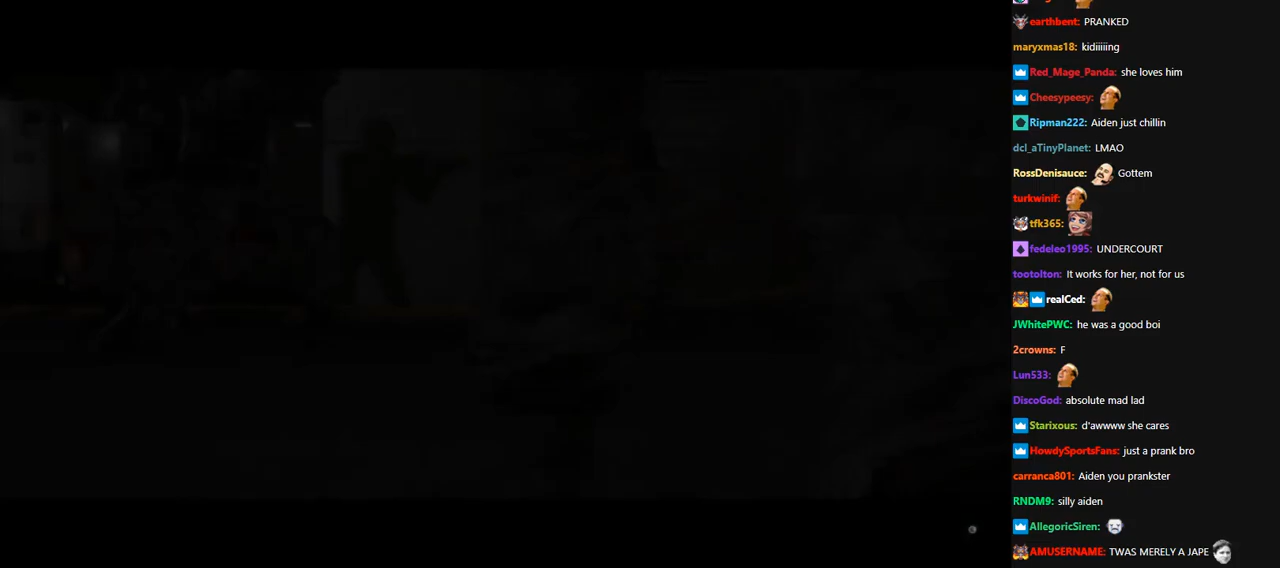 earthbent: PRANKED
maryxmas18: kidiiiiing
Red_Mage_Panda: she loves him
Cheesypeesy:
Ripman222: Aiden just chillin
dcl_aTinyPlanet: LMAO
RossDenisauce: Gottem
turkwinif:
tfk365:
fedeleo1995: UNDERCOURT
tootolton: It works for her, not for us
realCed:
JWhitePWC: he was a good boi
2crowns: F
Lun533:
DiscoGod: absolute mad lad
Starixous: d'awwww she cares
HowdySportsFans: just a prank bro
carranca801: Aiden you prankster
RNDM9: silly aiden
AllegoricSiren:
AMUSERNAME: TWAS MERELY A JAPE